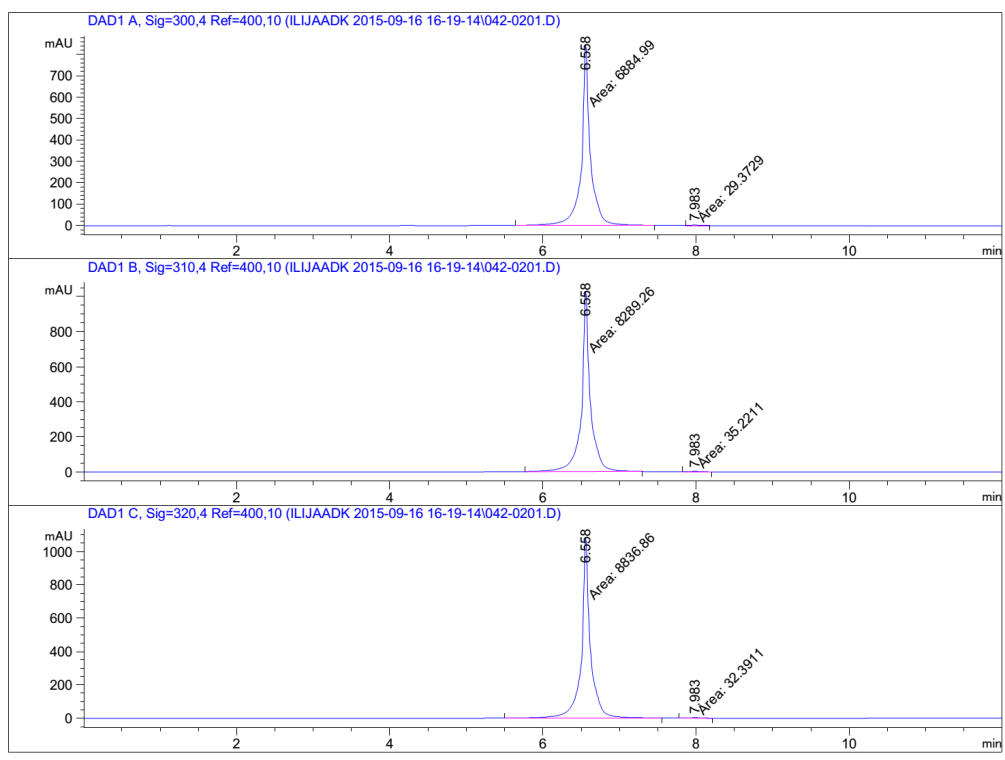 DAD1 A, Sig=300,4 Ref=400,10 (ILIJAADK 2015-09-16 16-19-14\042-0201.D)
mAU
700
600
500
400
300
200
100
0
6.558
Area: 6884.99
7.983
Area: 29.3729
2 4 6 8 10 min
DAD1 B, Sig=310,4 Ref=400,10 (ILIJAADK 2015-09-16 16-19-14\042-0201.D)
mAU
800
600
400
200
0
6.558
Area: 8289.26
7.983
Area: 35.2211
2 4 6 8 10 min
DAD1 C, Sig=320,4 Ref=400,10 (ILIJAADK 2015-09-16 16-19-14\042-0201.D)
mAU
1000
800
600
400
200
0
6.558
Area: 8836.86
7.983
Area: 32.3911
2 4 6 8 10 min